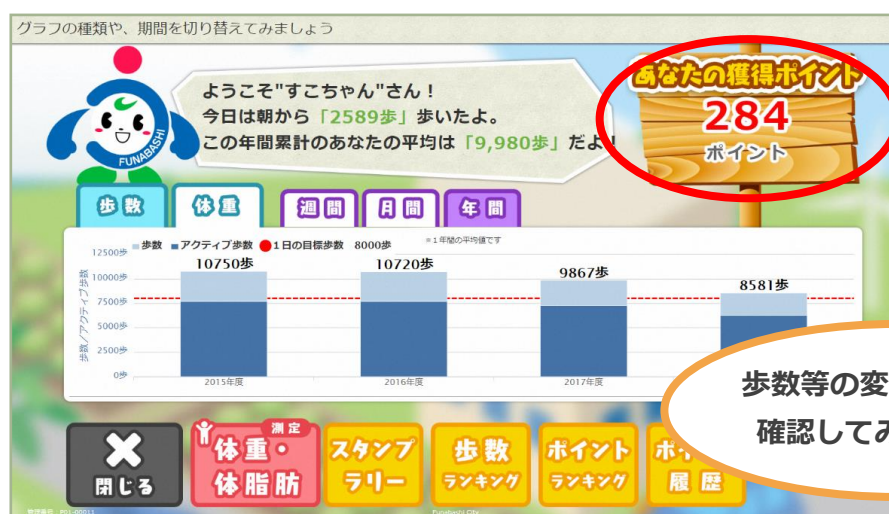 グラフの種類や、期間を切り替えてみましょう
ようこそ"すこちゃん"さん!
今日は朝から「2589歩」歩いたよ。
この年間累計のあなたの平均は「9,980歩」だよ!
あなたの獲得ポイント
284
ポイント
FUNABASHI
歩数 体重 週間 月間 年間
歩数 アクティブ歩数 1日の目標歩数 8000歩 ※1年間の平均値です
歩数/アクティブ歩数
12500歩
10000歩
7500歩
5000歩
2500歩
0歩
10750歩 10720歩 9867歩 8581歩
2015年度 2016年度 2017年度
歩数等の変
確認してみ
閉じる
測定
体重・
体脂肪
スタンプ
ラリー
歩数
ランキング
ポイント
ランキング
履歴
Funabashi City